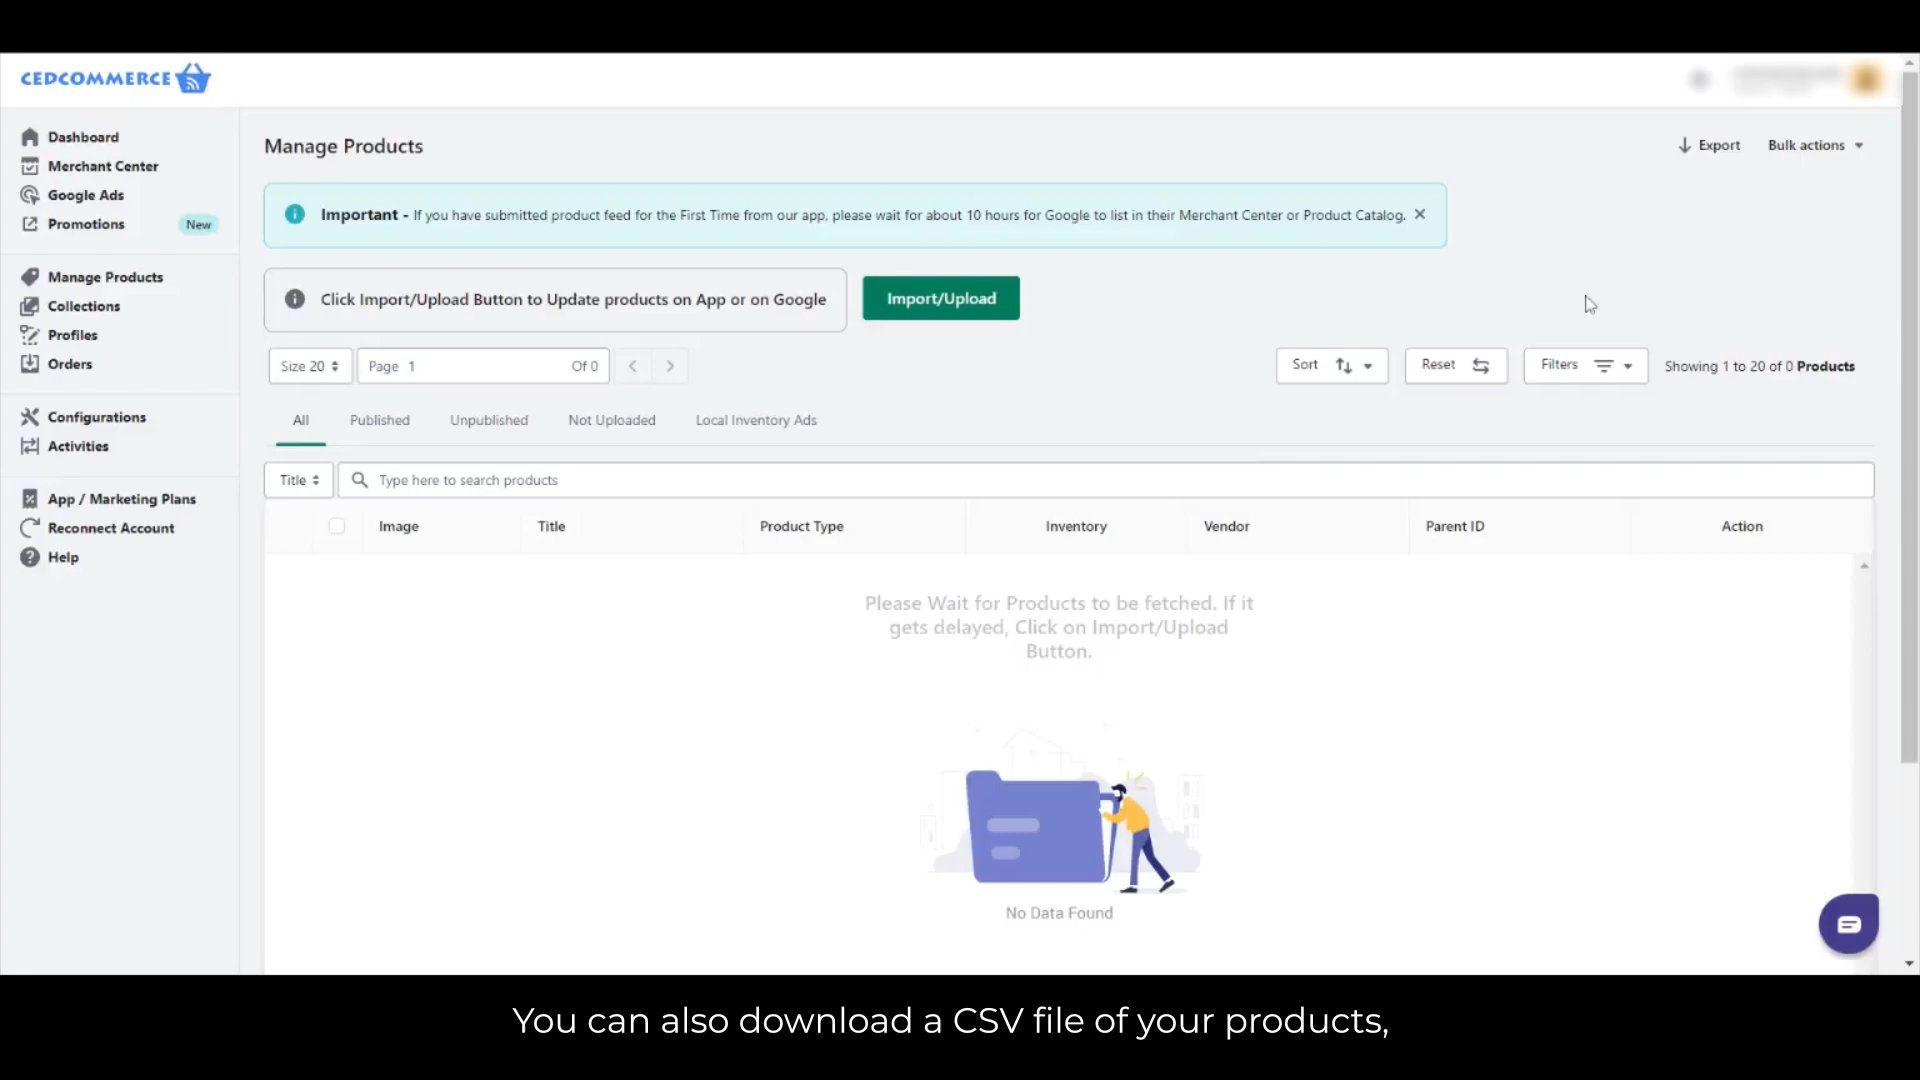 CEDCOMMERCE
Dashboard
Merchant Center
Google Ads
Promotions New
Manage Products
Collections
Profiles
Orders
Configurations
Activities
App / Marketing Plans
Reconnect Account
Help
Manage Products
Export
Bulk actions
Important - If you have submitted product feed for the First Time from our app, please wait for about 10 hours for Google to list in their Merchant Center or Product Catalog.
Click Import/Upload Button to Update products on App or on Google
Import/Upload
Size 20
Page 1 Of 0
Sort
Reset
Filters
Showing 1 to 20 of 0 Products
All Published Unpublished Not Uploaded Local Inventory Ads
Title
Type here to search products
Image Title Product Type Inventory Vendor Parent ID Action
Please Wait for Products to be fetched. If it
gets delayed, Click on Import/Upload
Button.
No Data Found
You can also download a CSV file of your products,